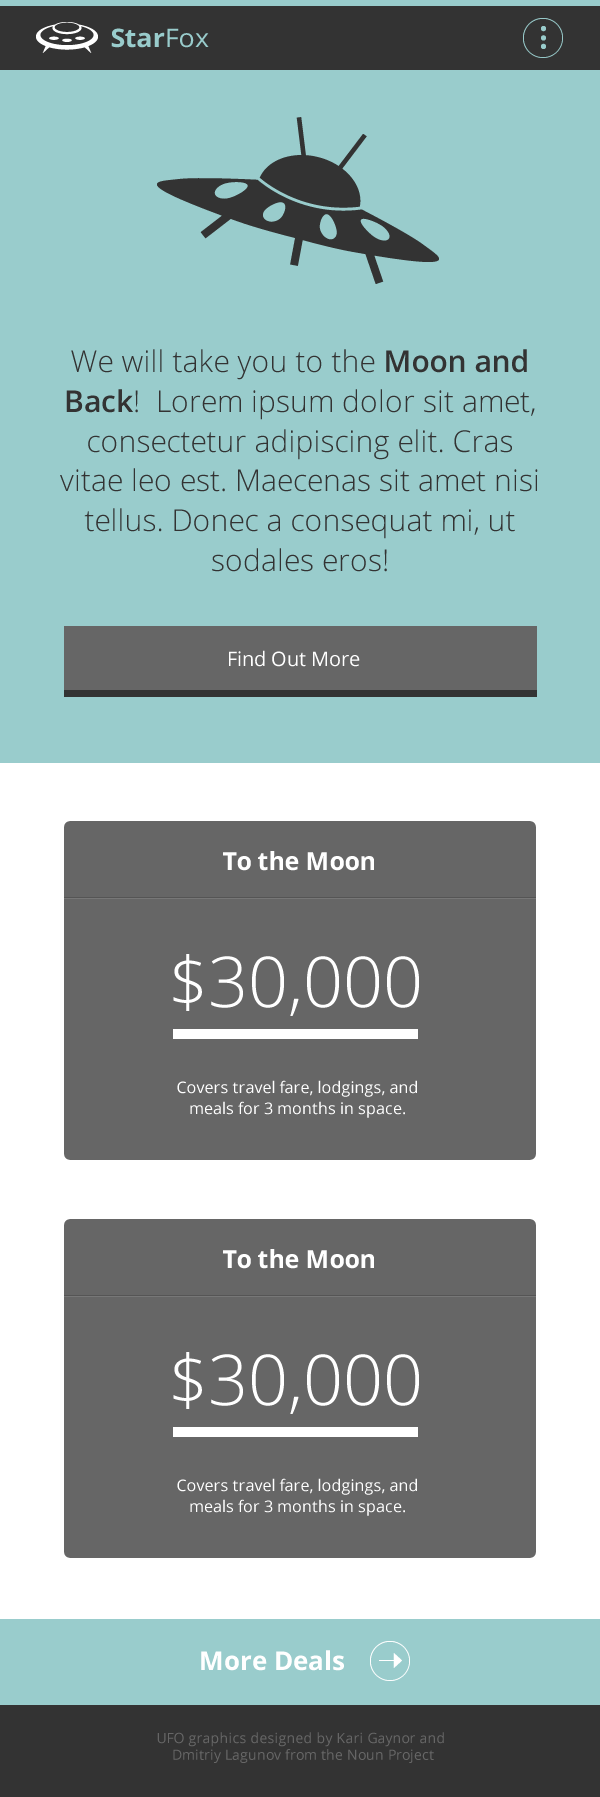 StarFox
We will take you to the Moon and
Back!  Lorem ipsum dolor sit amet,
consectetur adipiscing elit. Cras
vitae leo est. Maecenas sit amet nisi
tellus. Donec a consequat mi, ut
sodales eros!
Find Out More
To the Moon
$30,000
Covers travel fare, lodgings, and
meals for 3 months in space.
To the Moon
$30,000
Covers travel fare, lodgings, and
meals for 3 months in space.
More Deals
UFO graphics designed by Kari Gaynor and
Dmitriy Lagunov from the Noun Project